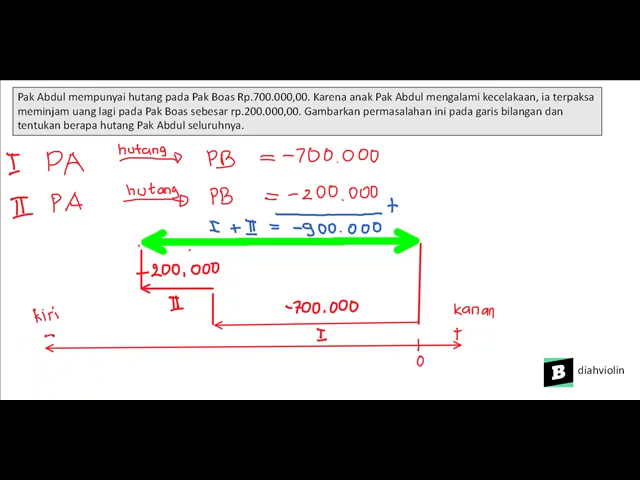 Pak Abdul mempunyai hutang pada Pak Boas Rp.700.000,00. Karena anak Pak Abdul mengalami kecelakaan, ia terpaksa
meminjam uang lagi pada Pak Boas sebesar rp.200.000,00. Gambarkan permasalahan ini pada garis bilangan dan
tentukan berapa hutang Pak Abdul seluruhnya.
I PA hutang → PB = -700.000
II PA hutang → PB = -200.000 +
I + II = -900.000
-200.000
II
-700.000
I
kiri
-
kanan
+
0
B diahviolin